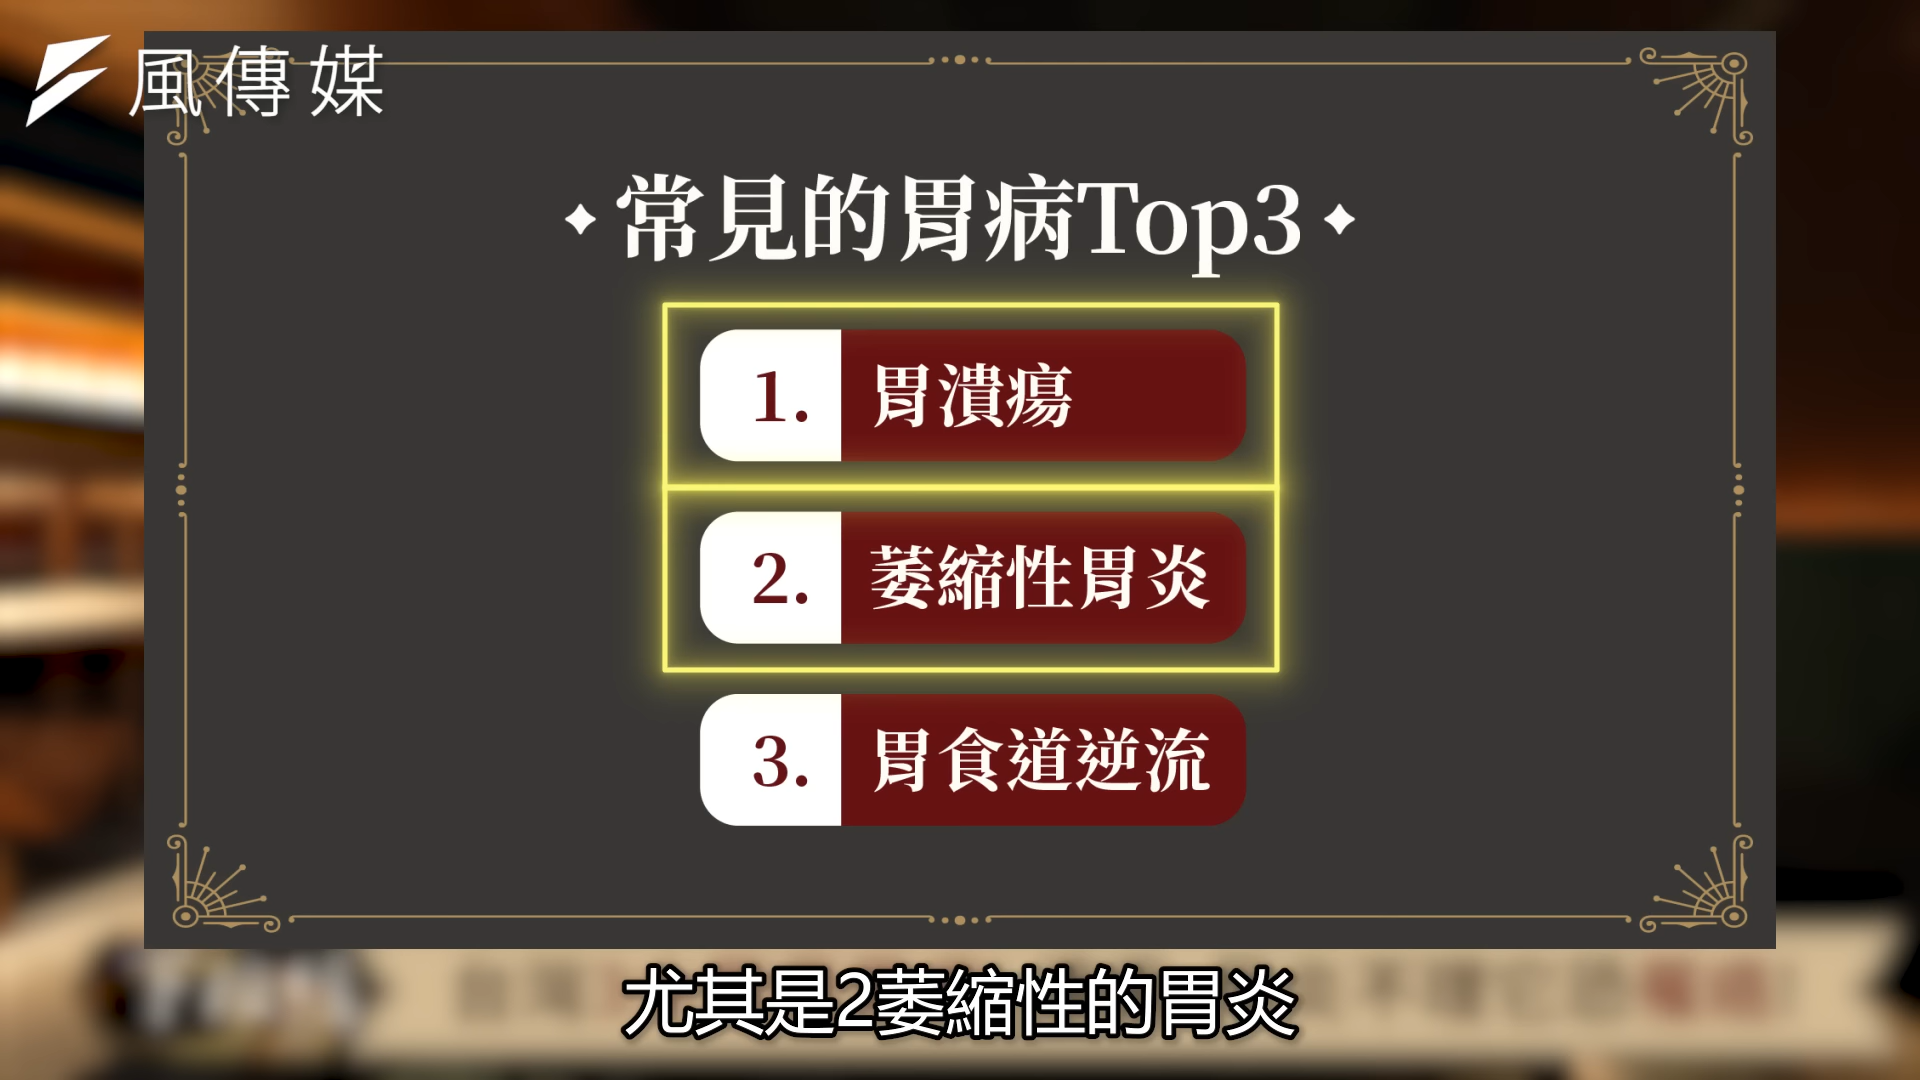 風傳媒
常見的胃病Top3
1. 胃潰瘍
2. 萎縮性胃炎
3. 胃食道逆流
尤其是2萎縮性的胃炎